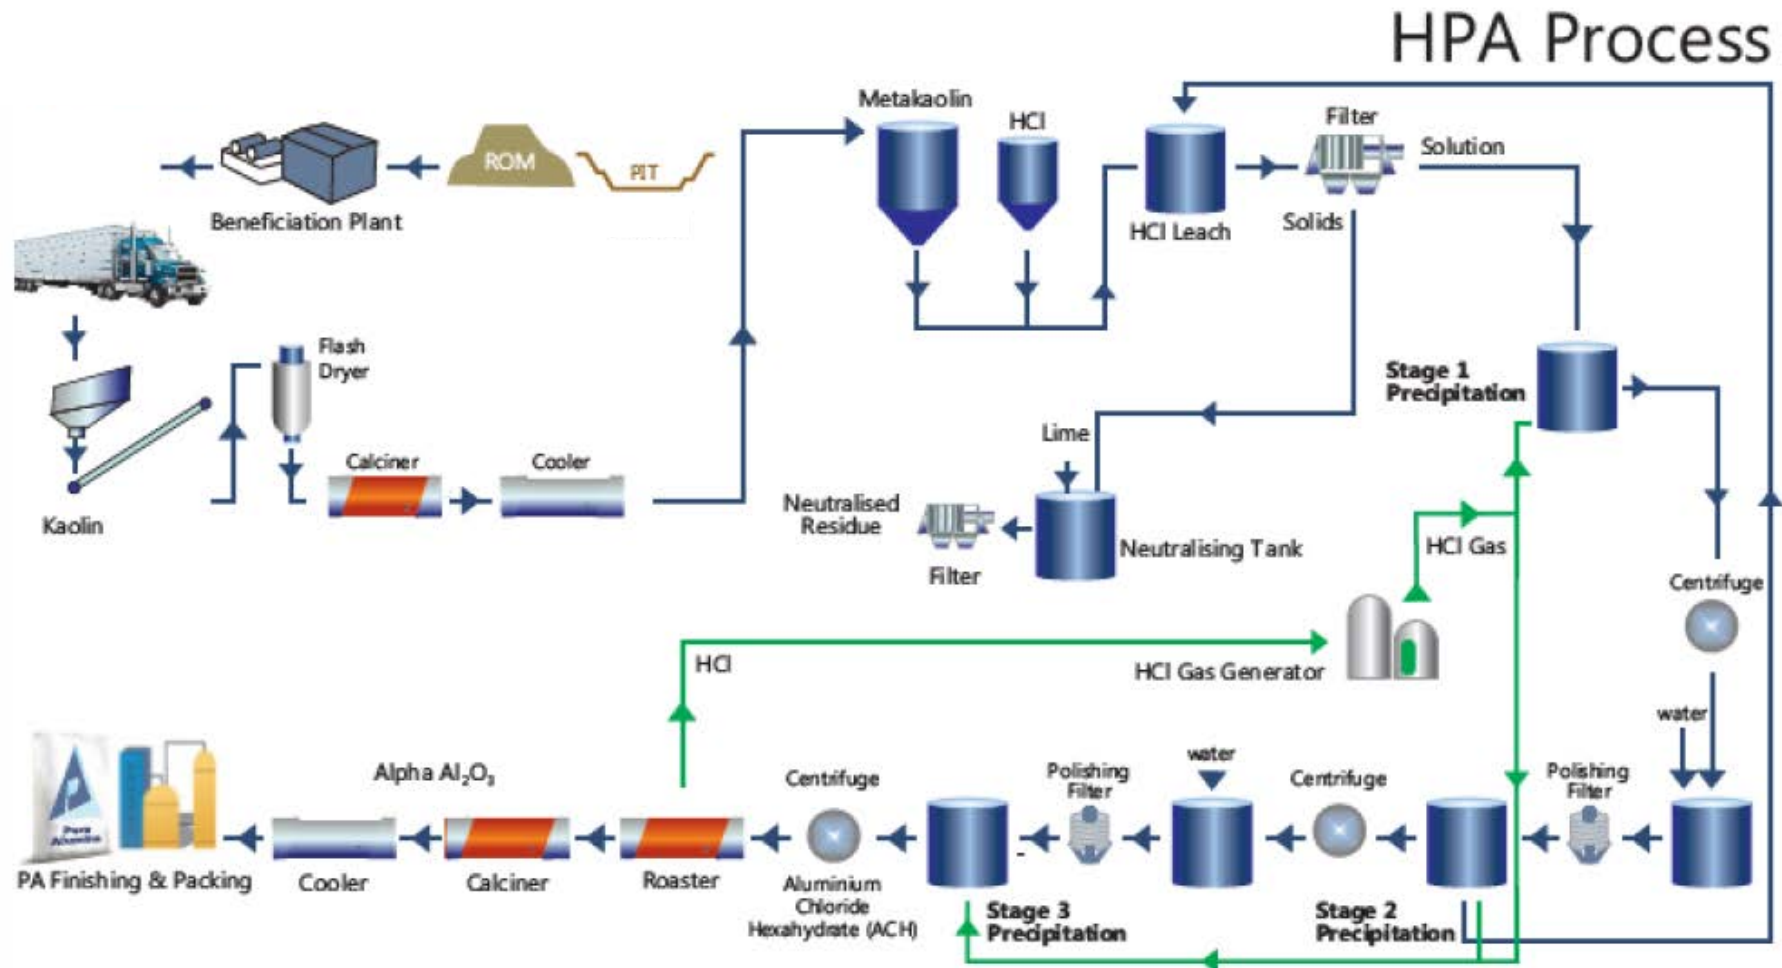 HPA Process
Metakaolin
HCl
Filter
Solution
ROM
PIT
Beneficiation Plant
HCl Leach
Solids
Flash
Dryer
Stage 1
Precipitation
Calciner
Cooler
Lime
Neutralised
Residue
Kaolin
Neutralising Tank
HCl Gas
Filter
Centrifuge
HCl
HCl Gas Generator
water
Alpha Al₂O₃
Centrifuge
Polishing
Filter
water
Centrifuge
Polishing
Filter
Pure
Alumina
PA Finishing & Packing
Cooler
Calciner
Roaster
Aluminium
Chloride
Hexahydrate (ACH)
Stage 3
Precipitation
Stage 2
Precipitation